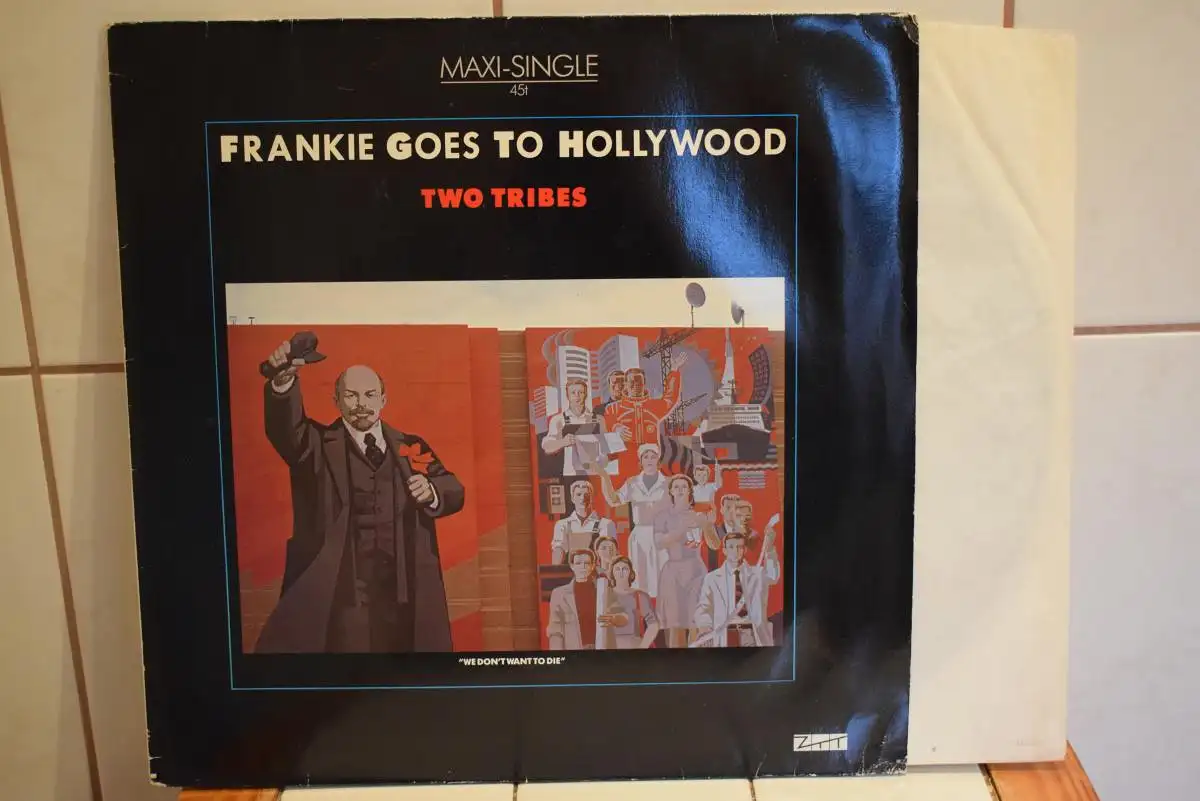 MAXI-SINGLE
45t
FRANKIE GOES TO HOLLYWOOD
TWO TRIBES
"WE DON'T WANT TO DIE"
ZTT